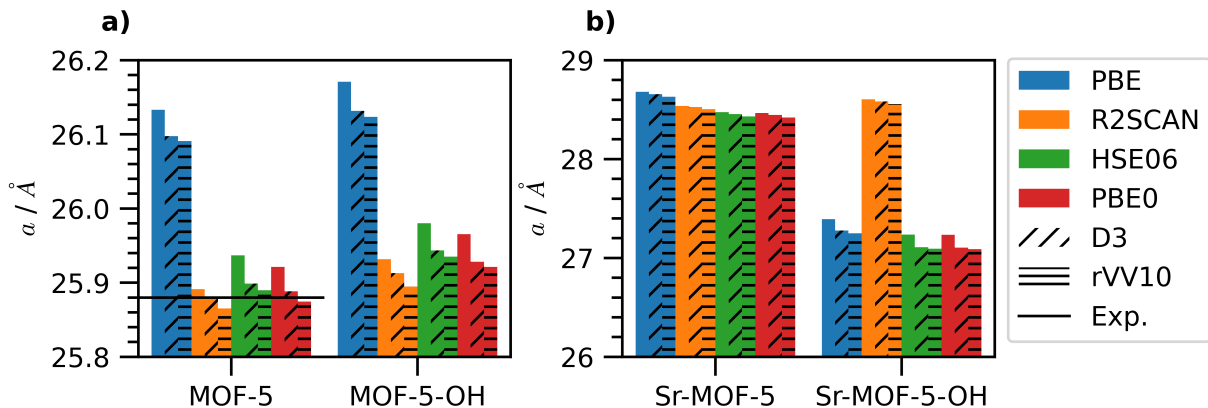 a)
26.2
26.1
26.0
25.9
25.8
a / Å
MOF-5
MOF-5-OH
b)
29
28
27
26
a / Å
Sr-MOF-5
Sr-MOF-5-OH
PBE
R2SCAN
HSE06
PBE0
D3
rVV10
Exp.